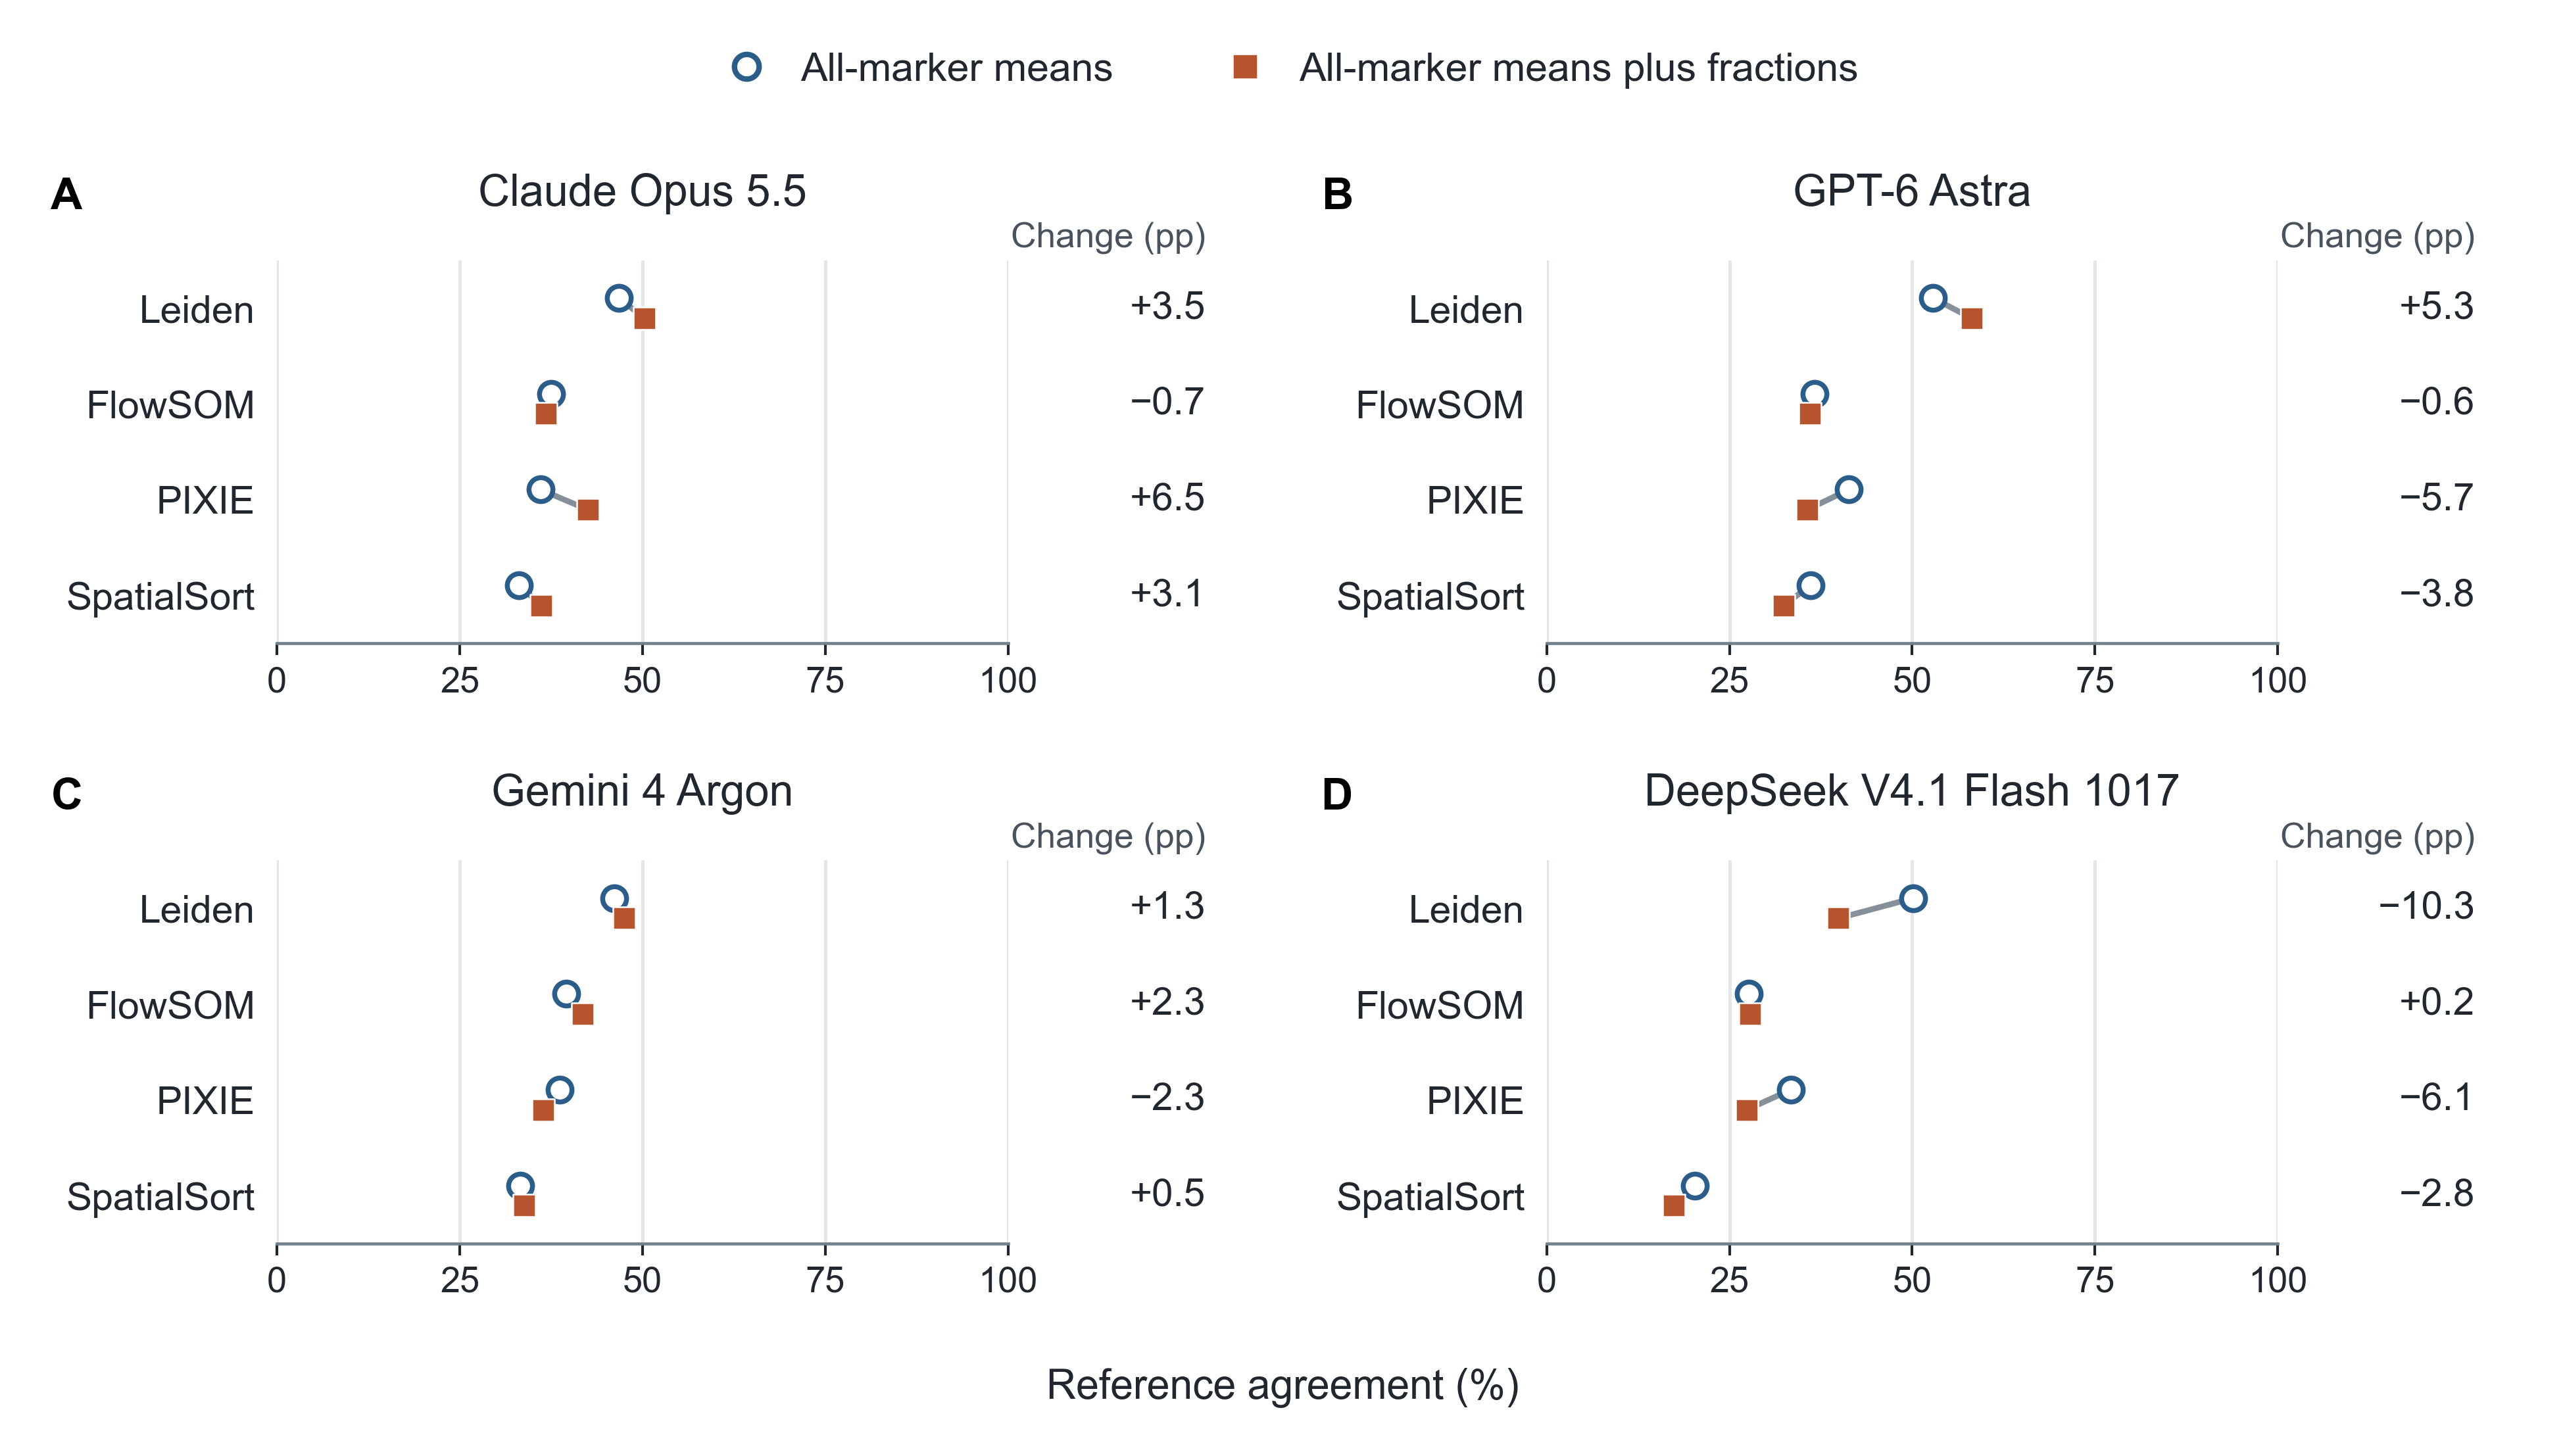 All-marker means All-marker means plus fractions
A Claude Opus 5.5
Change (pp)
Leiden +3.5
FlowSOM −0.7
PIXIE +6.5
SpatialSort +3.1
0 25 50 75 100
B GPT-6 Astra
Change (pp)
Leiden +5.3
FlowSOM −0.6
PIXIE −5.7
SpatialSort −3.8
0 25 50 75 100
C Gemini 4 Argon
Change (pp)
Leiden +1.3
FlowSOM +2.3
PIXIE −2.3
SpatialSort +0.5
0 25 50 75 100
D DeepSeek V4.1 Flash 1017
Change (pp)
Leiden −10.3
FlowSOM +0.2
PIXIE −6.1
SpatialSort −2.8
0 25 50 75 100
Reference agreement (%)